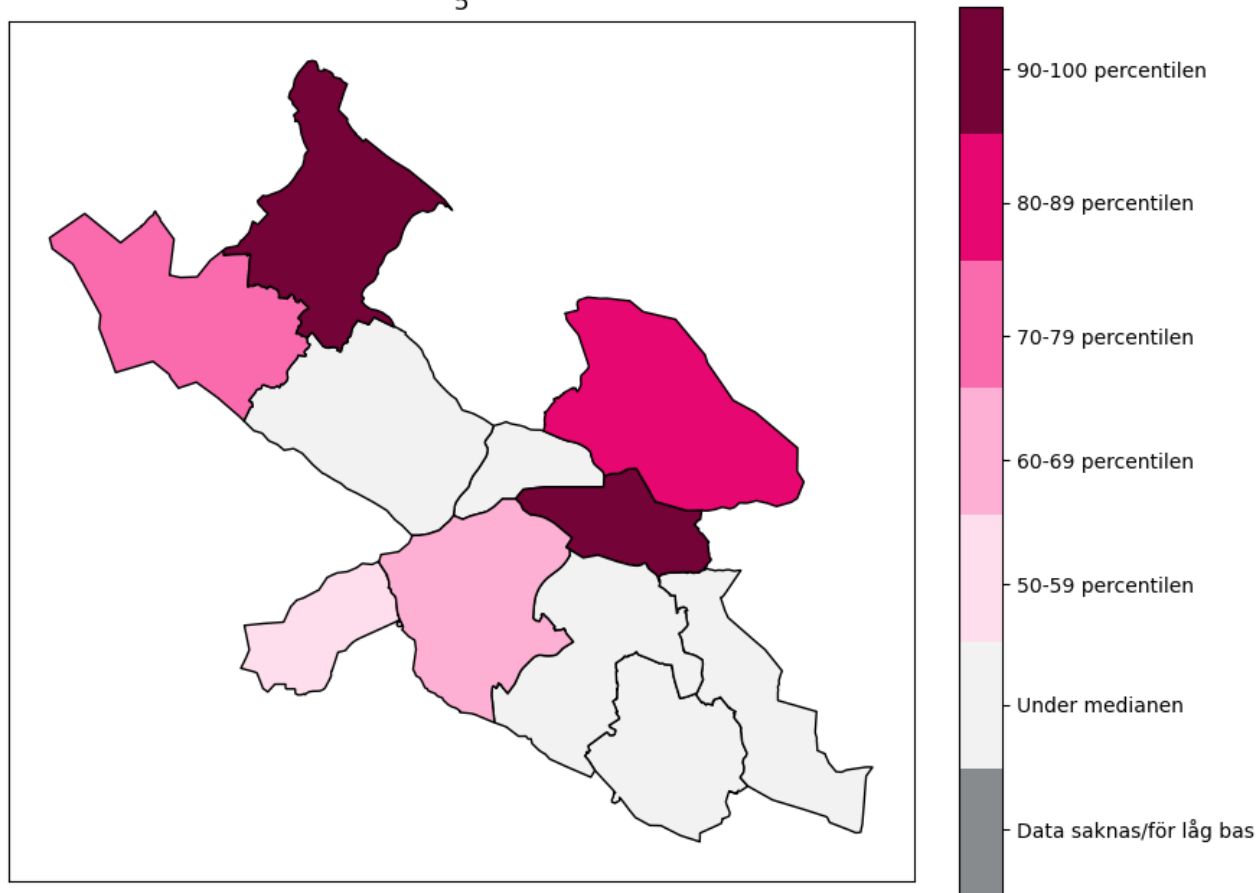 5
90-100 percentilen
80-89 percentilen
70-79 percentilen
60-69 percentilen
50-59 percentilen
Under medianen
Data saknas/för låg bas